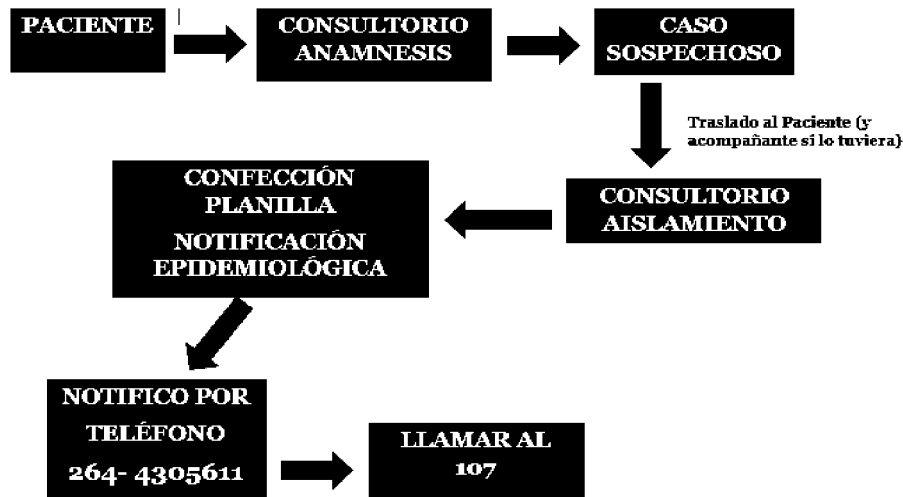 PACIENTE
CONSULTORIO
ANAMNESIS
CASO
SOSPECHOSO
Traslado al Paciente (y
acompañante si lo tuviera)
CONSULTORIO
AISLAMIENTO
CONFECCIÓN
PLANILLA
NOTIFICACIÓN
EPIDEMIOLÓGICA
NOTIFICO POR
TELÉFONO
264- 4305611
LLAMAR AL
107